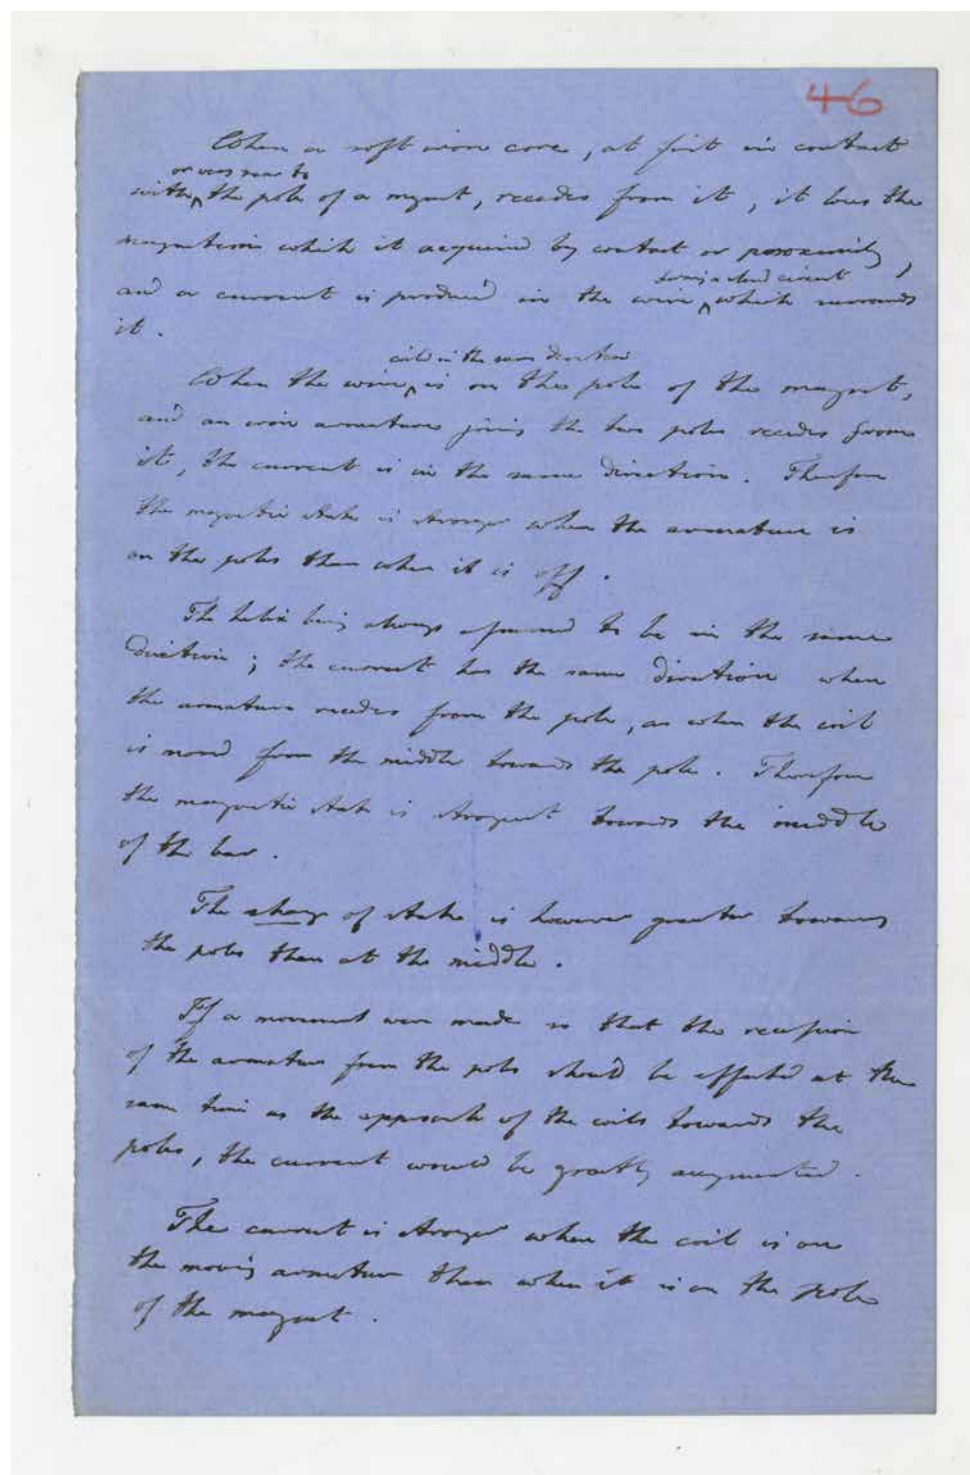 46
When a soft iron core, at first in contact
or very near to
with the pole of a magnet, recedes from it, it loses the
magnetism which it acquired by contact or proximity,
forming a closed circuit
and a current is produced in the wire which surrounds
it.
coiled in the same direction
When the wire is on the pole of the magnet,
and an iron armature joining the two poles recedes from
it, the current is in the same direction. Therefore
the magnetic state is stronger when the armature is
on the poles than when it is off.
The helix being always supposed to be in the same
direction; the current has the same direction when
the armature recedes from the pole, as when the coil
is moved from the middle towards the pole. Therefore
the magnetic state is strongest towards the middle
of the bar.
The change of state is however greater towards
the poles than at the middle.
If a movement were made so that the recession
of the armature from the poles should be effected at the
same time as the approach of the coils towards the
poles, the current would be greatly augmented.
The current is stronger when the coil is on
the moving armature than when it is on the pole
of the magnet.